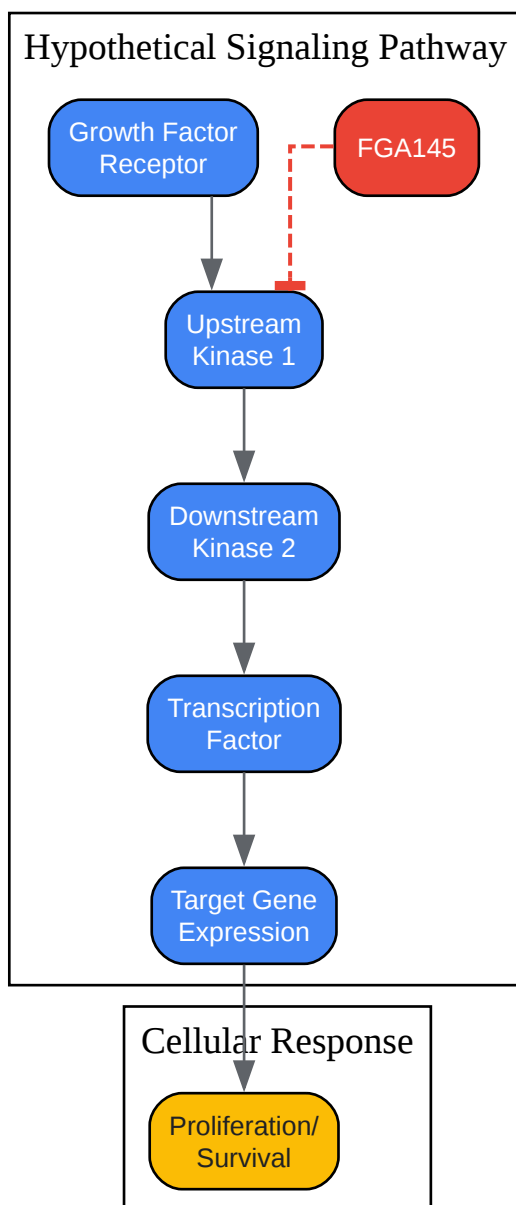 Hypothetical Signaling Pathway
Growth Factor
Receptor
FGA145
Upstream
Kinase 1
Downstream
Kinase 2
Transcription
Factor
Target Gene
Expression
Cellular Response
Proliferation/
Survival